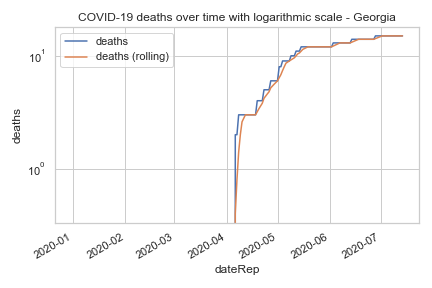 COVID-19 deaths over time with logarithmic scale - Georgia
deaths
deaths (rolling)
10¹
10⁰
deaths
2020-01
2020-02
2020-03
2020-04
2020-05
2020-06
2020-07
dateRep